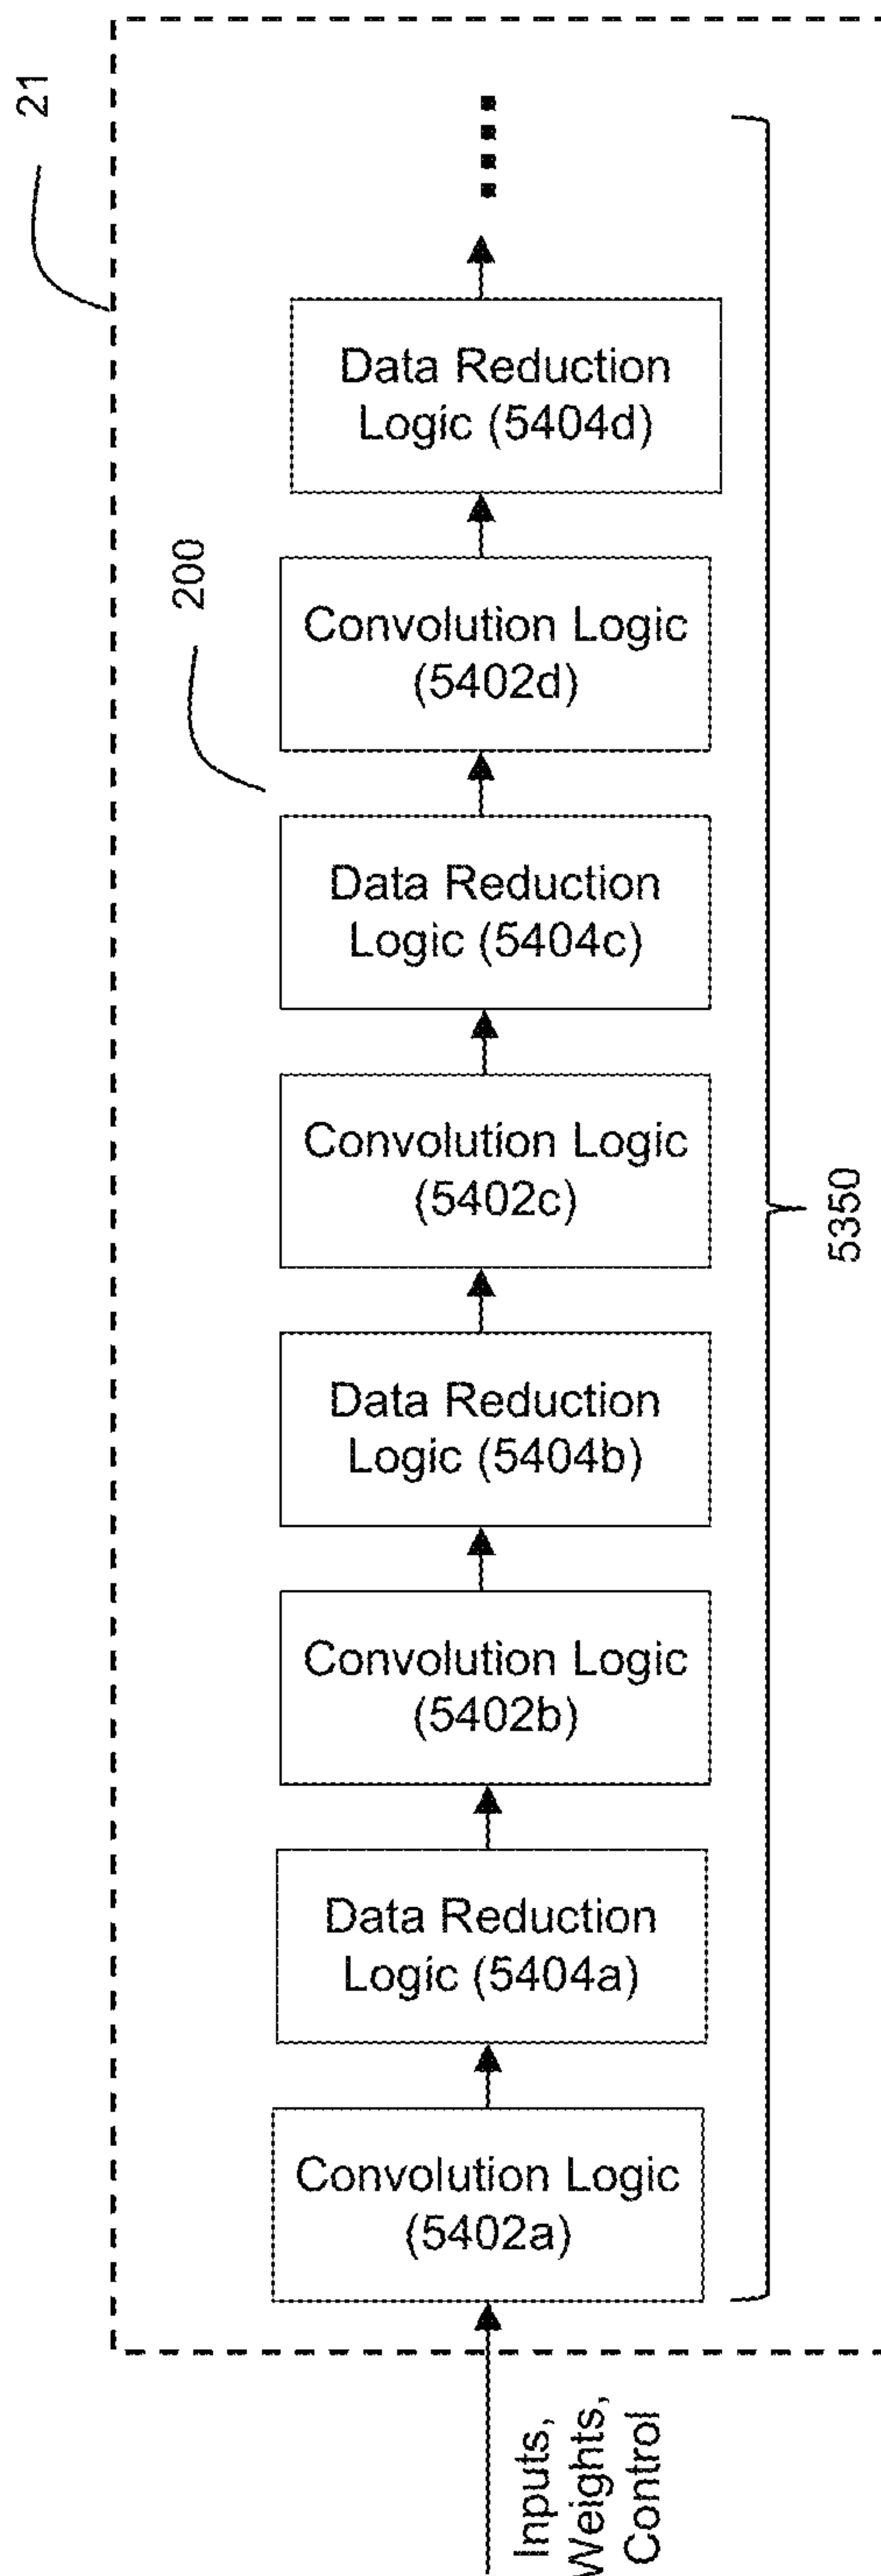 21
Data Reduction
Logic (5404d)
200
Convolution Logic
(5402d)
Data Reduction
Logic (5404c)
Convolution Logic
(5402c)
5350
Data Reduction
Logic (5404b)
Convolution Logic
(5402b)
Data Reduction
Logic (5404a)
Convolution Logic
(5402a)
Inputs,
Weights,
Control